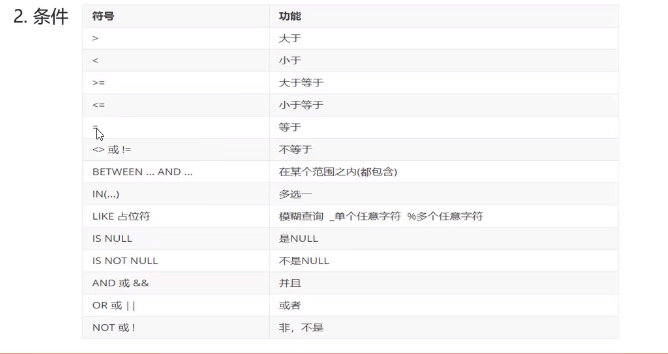 2. 条件
符号 功能
> 大于
< 小于
>= 大于等于
<= 小于等于
= 等于
<> 或 != 不等于
BETWEEN ... AND ... 在某个范围之内(都包含)
IN(...) 多选一
LIKE 占位符 模糊查询 _单个任意字符 %多个任意字符
IS NULL 是NULL
IS NOT NULL 不是NULL
AND 或 && 并且
OR 或 || 或者
NOT 或 ! 非，不是